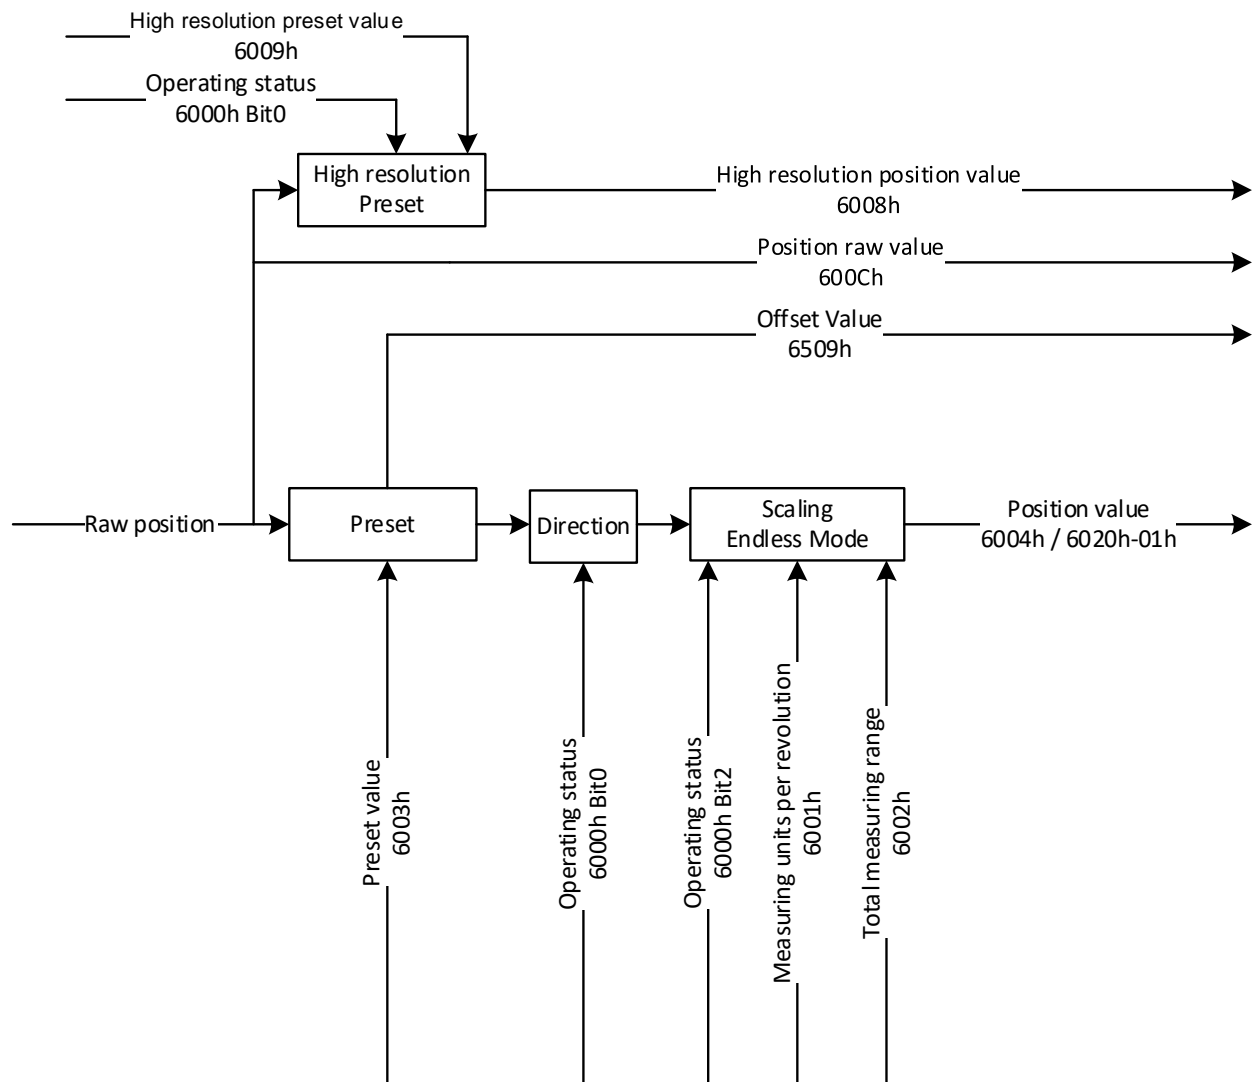 High resolution preset value
6009h
Operating status
6000h Bit0
High resolution
Preset
High resolution position value
6008h
Position raw value
600Ch
Offset Value
6509h
Raw position
Preset
Direction
Scaling
Endless Mode
Position value
6004h / 6020h-01h
Preset value
6003h
Operating status
6000h Bit0
Operating status
6000h Bit2
Measuring units per revolution
6001h
Total measuring range
6002h